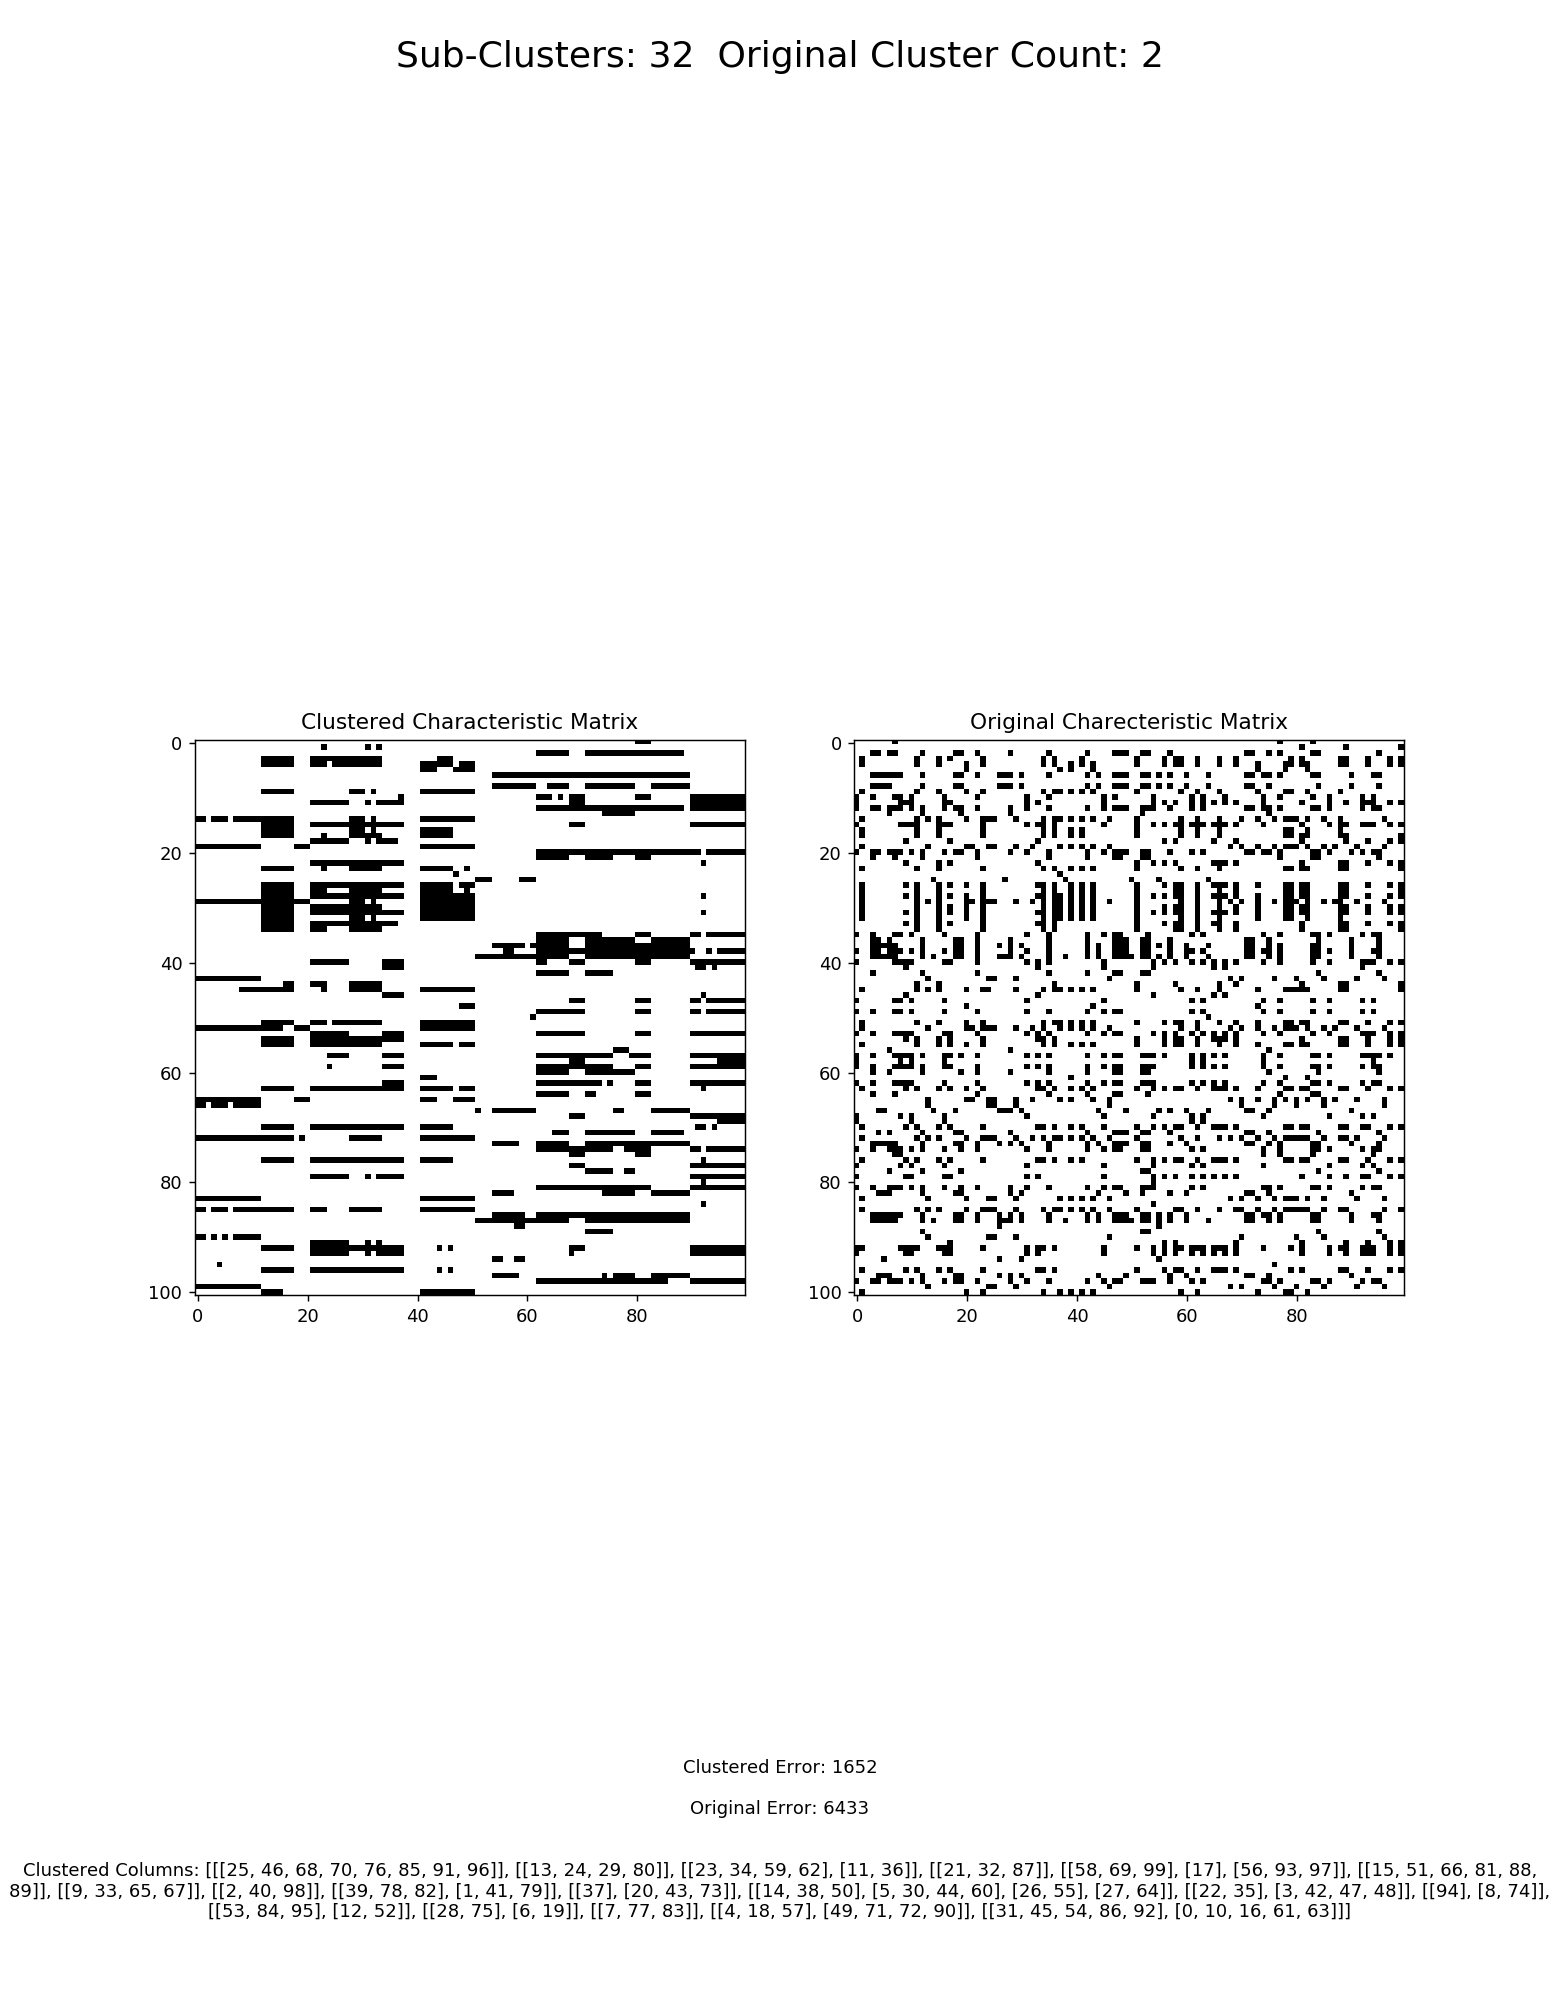 Sub-Clusters: 32  Original Cluster Count: 2
Clustered Characteristic Matrix
Original Charecteristic Matrix
0
20
40
60
80
100
0
20
40
60
80
0
20
40
60
80
100
0
20
40
60
80
Clustered Error: 1652
Original Error: 6433
Clustered Columns: [[[25, 46, 68, 70, 76, 85, 91, 96]], [[13, 24, 29, 80]], [[23, 34, 59, 62], [11, 36]], [[21, 32, 87]], [[58, 69, 99], [17], [56, 93, 97]], [[15, 51, 66, 81, 88,
89]], [[9, 33, 65, 67]], [[2, 40, 98]], [[39, 78, 82], [1, 41, 79]], [[37], [20, 43, 73]], [[14, 38, 50], [5, 30, 44, 60], [26, 55], [27, 64]], [[22, 35], [3, 42, 47, 48]], [[94], [8, 74]],
[[53, 84, 95], [12, 52]], [[28, 75], [6, 19]], [[7, 77, 83]], [[4, 18, 57], [49, 71, 72, 90]], [[31, 45, 54, 86, 92], [0, 10, 16, 61, 63]]]